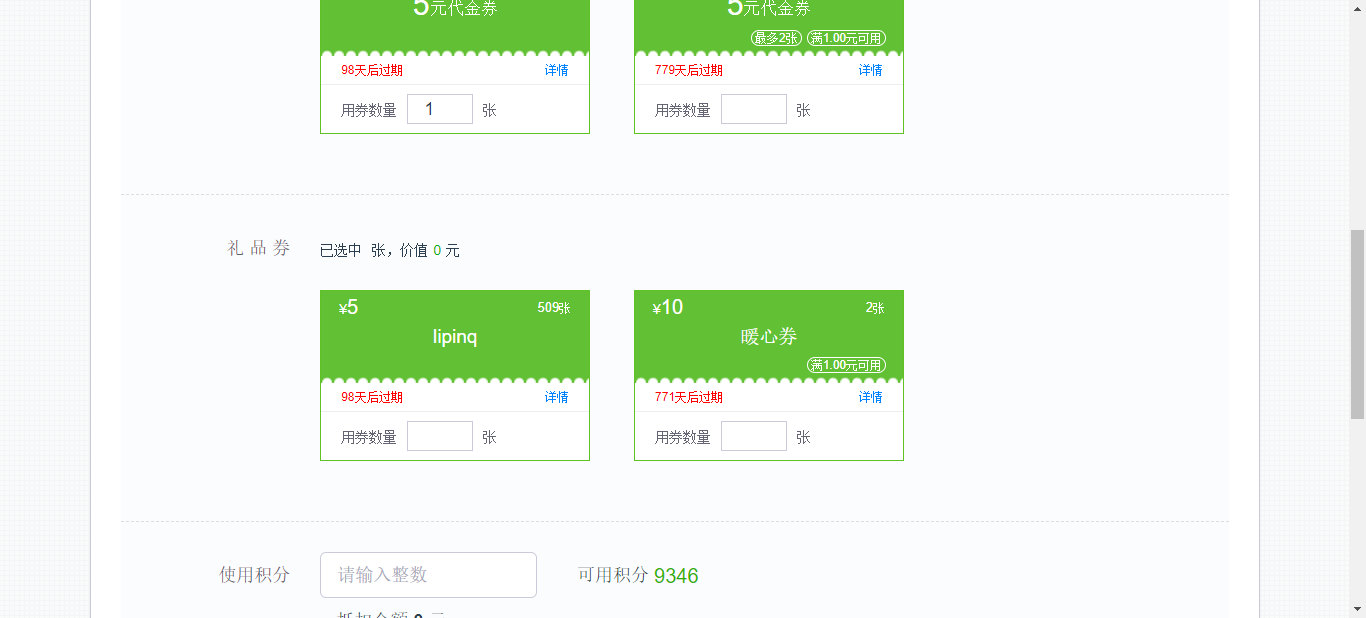 5元代金券 5元代金券
最多2张 满1.00元可用
98天后过期 详情 779天后过期 详情
用券数量 1 张 用券数量 张
礼品券 已选中 张，价值 0 元
¥5 509张 ¥10 2张
lipinq 暖心券
满1.00元可用
98天后过期 详情 771天后过期 详情
用券数量 张 用券数量 张
使用积分 请输入整数 可用积分 9346
抵扣金额 0 元